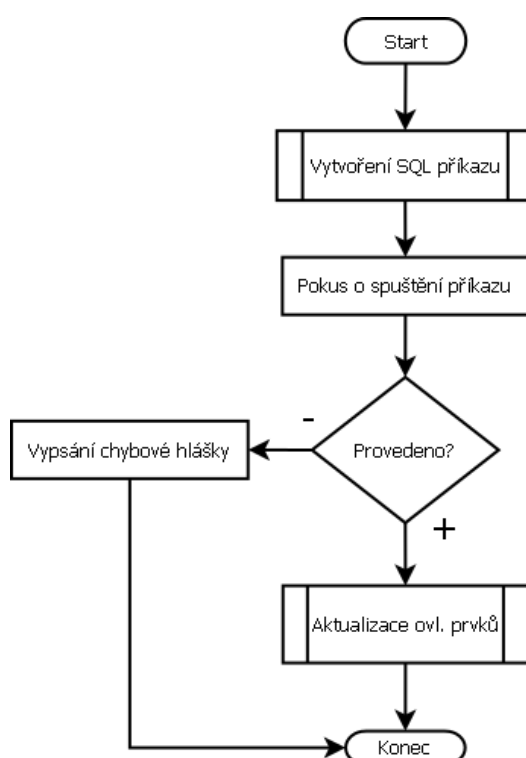 Start
Vytvoření SQL příkazu
Pokus o spuštění příkazu
Provedeno?
-
Vypsání chybové hlášky
+
Aktualizace ovl. prvků
Konec